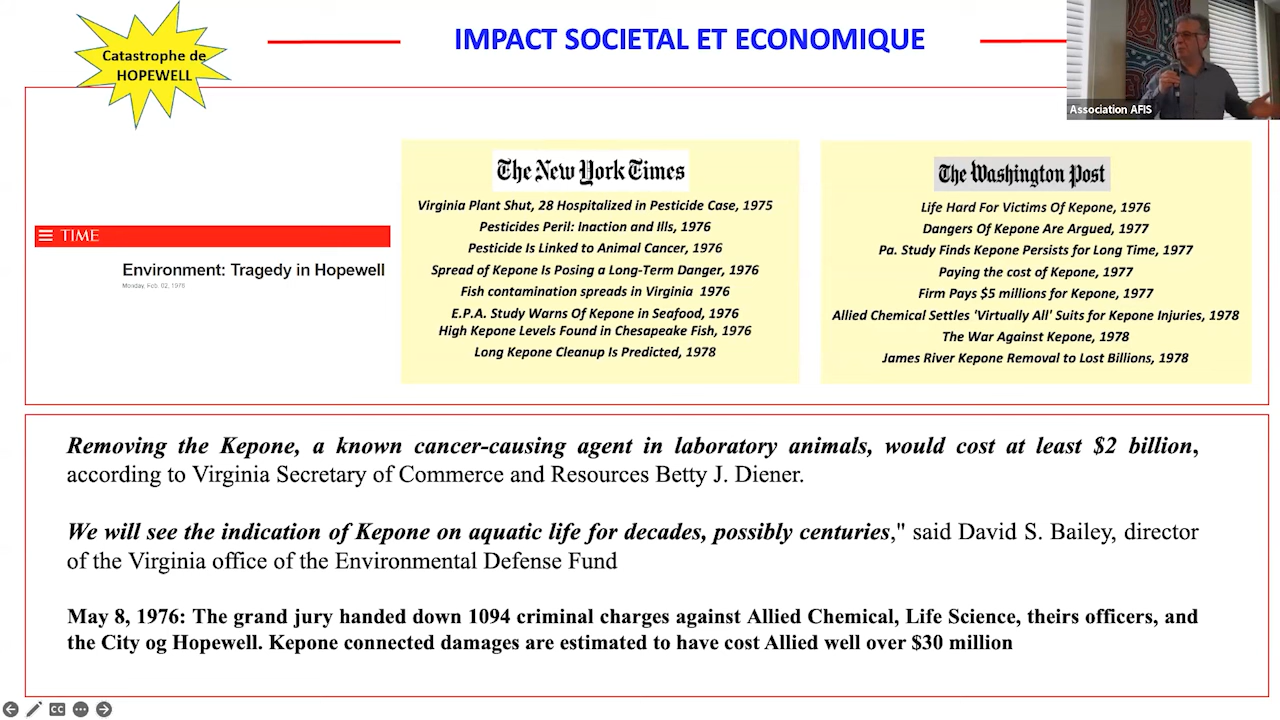 Catastrophe de
HOPEWELL
IMPACT SOCIETAL ET ECONOMIQUE
Association AFIS
TIME
Environment: Tragedy in Hopewell
Monday, Feb. 02, 1976
The New York Times
Virginia Plant Shut, 28 Hospitalized in Pesticide Case, 1975
Pesticides Peril: Inaction and Ills, 1976
Pesticide Is Linked to Animal Cancer, 1976
Spread of Kepone Is Posing a Long-Term Danger, 1976
Fish contamination spreads in Virginia 1976
E.P.A. Study Warns Of Kepone in Seafood, 1976
High Kepone Levels Found in Chesapeake Fish, 1976
Long Kepone Cleanup Is Predicted, 1978
The Washington Post
Life Hard For Victims Of Kepone, 1976
Dangers Of Kepone Are Argued, 1977
Pa. Study Finds Kepone Persists for Long Time, 1977
Paying the cost of Kepone, 1977
Firm Pays $5 millions for Kepone, 1977
Allied Chemical Settles 'Virtually All' Suits for Kepone Injuries, 1978
The War Against Kepone, 1978
James River Kepone Removal to Lost Billions, 1978
Removing the Kepone, a known cancer-causing agent in laboratory animals, would cost at least $2 billion,
according to Virginia Secretary of Commerce and Resources Betty J. Diener.
We will see the indication of Kepone on aquatic life for decades, possibly centuries," said David S. Bailey, director
of the Virginia office of the Environmental Defense Fund
May 8, 1976: The grand jury handed down 1094 criminal charges against Allied Chemical, Life Science, theirs officers, and
the City og Hopewell. Kepone connected damages are estimated to have cost Allied well over $30 million
CC